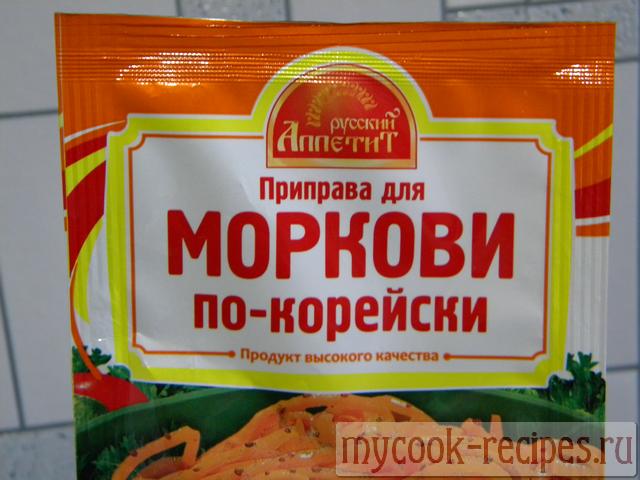 русский
Аппетит
Приправа для
МОРКОВИ
по-корейски
Продукт высокого качества
mycook-recipes.ru